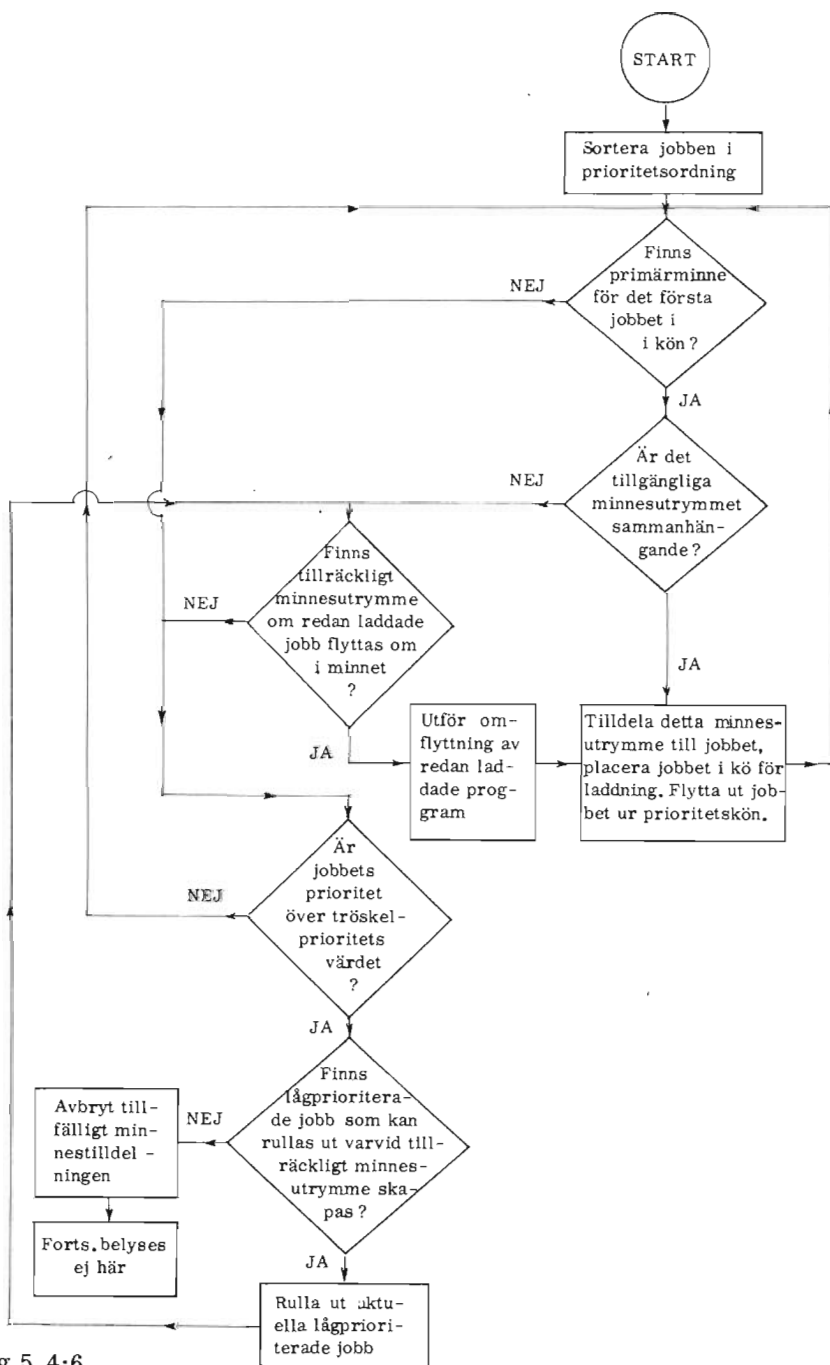 START
Sortera jobben i
prioritetsordning
Finns
primärminne
för det första
jobbet i
i kön?
NEJ
JA
Är det
tillgängliga
minnesutrymmet
sammanhän-
gande?
NEJ
JA
Finns
tillräckligt
minnesutrymme
om redan laddade
jobb flyttas om
i minnet
?
NEJ
JA
Utför om-
flyttning av
redan lad-
dade prog-
gram
Tilldela detta minnes-
utrymme till jobbet,
placera jobbet i kö för
laddning. Flytta ut job-
bet ur prioritetskön.
Är
jobbets
prioritet
över tröskel-
prioritets
värdet
?
NEJ
JA
Finns
lågprioritera-
de jobb som kan
rullas ut varvid till-
räckligt minnes-
utrymme ska-
pas?
NEJ
Avbryt till-
fälligt min-
nestilldel-
ningen
Forts. belyses
ej här
JA
Rulla ut aktu-
ella lågpriori-
terade jobb
g 5.4:6